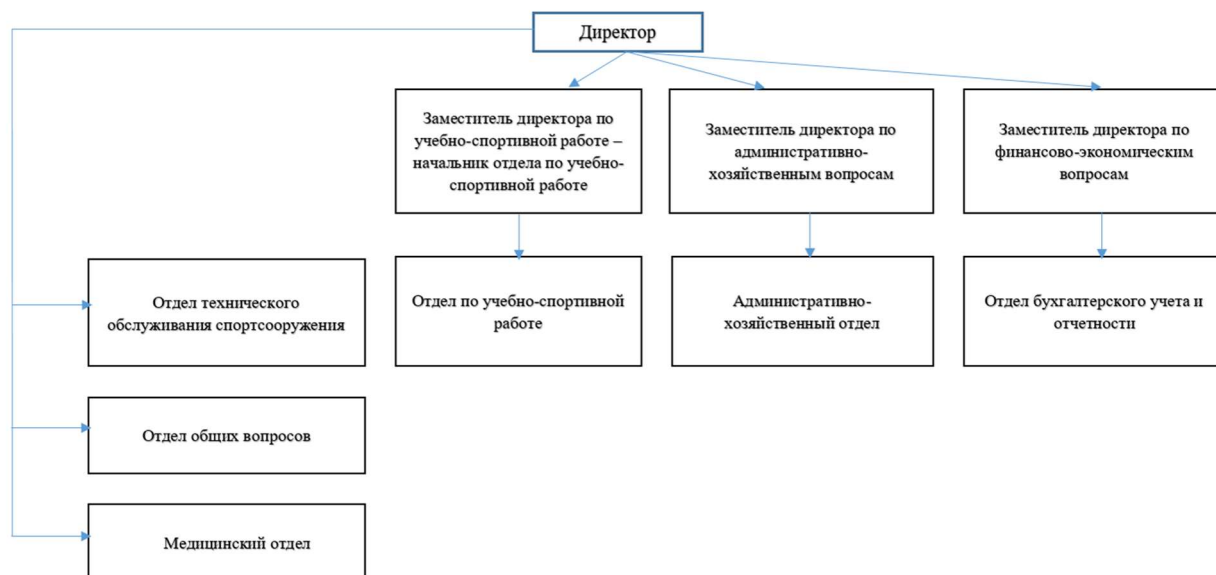 Директор
Заместитель директора по
учебно-спортивной работе –
начальник отдела по учебно-
спортивной работе
Заместитель директора по
административно-
хозяйственным вопросам
Заместитель директора по
финансово-экономическим
вопросам
Отдел технического
обслуживания спортсооружения
Отдел по учебно-спортивной
работе
Административно-
хозяйственный отдел
Отдел бухгалтерского учета и
отчетности
Отдел общих вопросов
Медицинский отдел